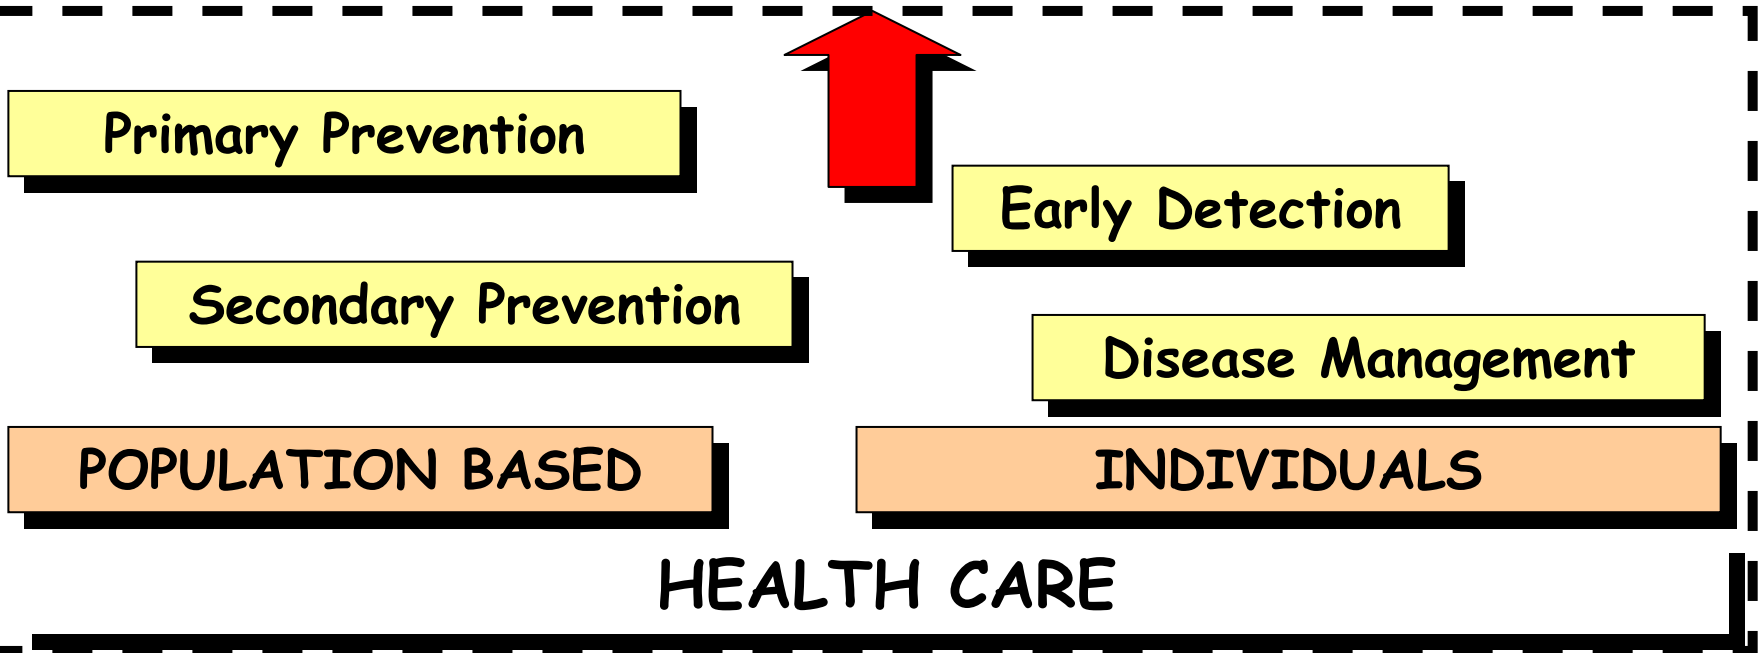 Primary Prevention
Early Detection
Secondary Prevention
Disease Management
POPULATION BASED
INDIVIDUALS
HEALTH CARE